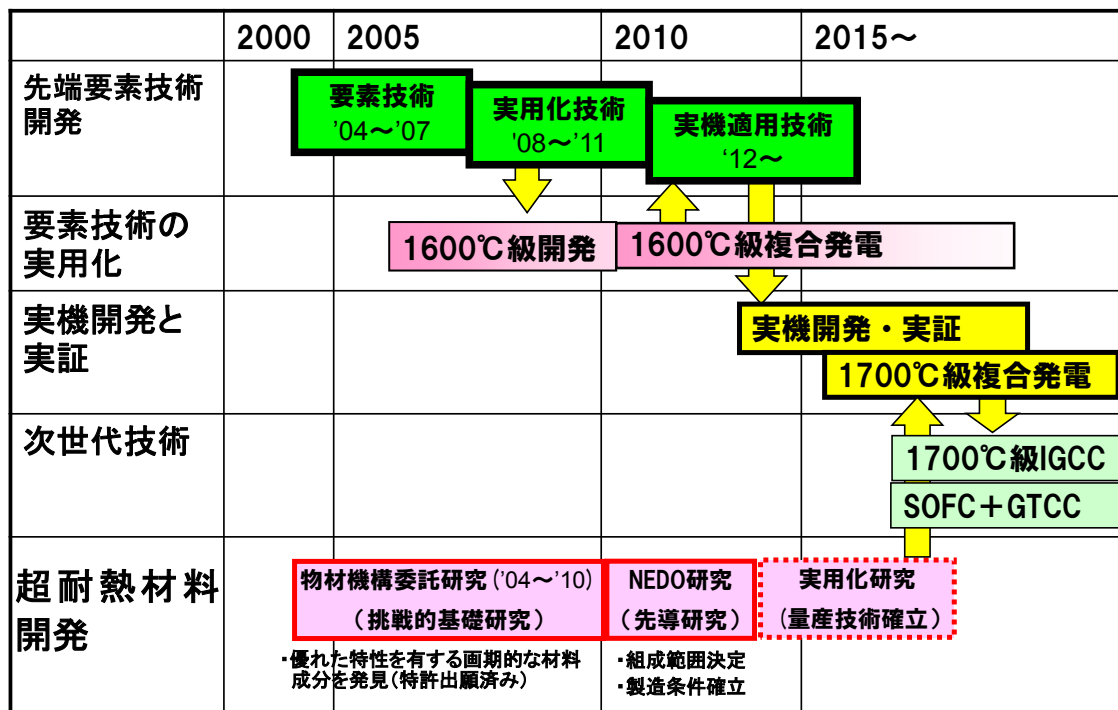 2000
2005
2010
2015～
先端要素技術
開発
要素技術
'04～'07
実用化技術
'08～'11
実機適用技術
‘12～
要素技術の
実用化
1600℃級開発
1600℃級複合発電
実機開発と
実証
実機開発・実証
1700℃級複合発電
次世代技術
1700℃級IGCC
SOFC＋GTCC
超耐熱材料
開発
物材機構委託研究('04～'10)
（挑戦的基礎研究）
NEDO研究
（先導研究）
実用化研究
（量産技術確立）
・優れた特性を有する画期的な材料
成分を発見（特許出願済み）
・組成範囲決定
・製造条件確立